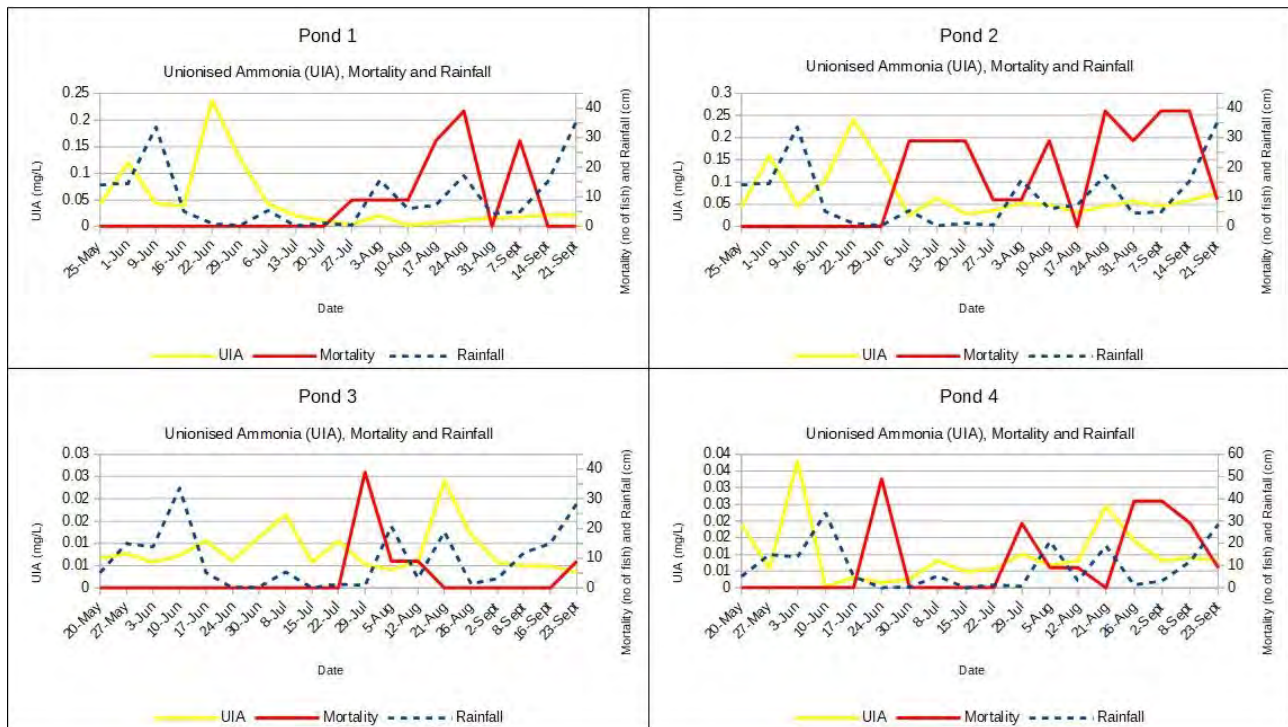 Pond 1
Unionised Ammonia (UIA), Mortality and Rainfall
UIA (mg/L)
0.25
0.2
0.15
0.1
0.05
0
40
30
20
10
0
Mortality (no of fish) and Rainfall (cm)
25-May
1-Jun
9-Jun
16-Jun
22-Jun
29-Jun
6-Jul
13-Jul
20-Jul
27-Jul
3-Aug
10-Aug
17-Aug
24-Aug
31-Aug
7-Sept
14-Sept
21-Sept
Date
UIA Mortality Rainfall
Pond 2
Unionised Ammonia (UIA), Mortality and Rainfall
UIA (mg/L)
0.3
0.25
0.2
0.15
0.1
0.05
0
40
30
20
10
0
Mortality (no of fish) and Rainfall (cm)
25-May
1-Jun
9-Jun
16-Jun
22-Jun
29-Jun
6-Jul
13-Jul
20-Jul
27-Jul
3-Aug
10-Aug
17-Aug
24-Aug
31-Aug
7-Sept
14-Sept
21-Sept
Date
UIA Mortality Rainfall
Pond 3
Unionised Ammonia (UIA), Mortality and Rainfall
UIA (mg/L)
0.03
0.03
0.02
0.02
0.01
0.01
0
40
30
20
10
0
Mortality (no of fish) and Rainfall (cm)
20-May
27-May
3-Jun
10-Jun
17-Jun
24-Jun
30-Jun
8-Jul
15-Jul
22-Jul
29-Jul
5-Aug
12-Aug
21-Aug
26-Aug
2-Sept
8-Sept
16-Sept
23-Sept
Date
UIA Mortality Rainfall
Pond 4
Unionised Ammonia (UIA), Mortality and Rainfall
UIA (mg/L)
0.04
0.04
0.03
0.03
0.02
0.02
0.01
0.01
0
60
50
40
30
20
10
0
Mortality (no of fish) and Rainfall (cm)
20-May
27-May
3-Jun
10-Jun
17-Jun
24-Jun
30-Jun
8-Jul
15-Jul
22-Jul
29-Jul
5-Aug
12-Aug
21-Aug
26-Aug
2-Sept
8-Sept
23-Sept
Date
UIA Mortality Rainfall